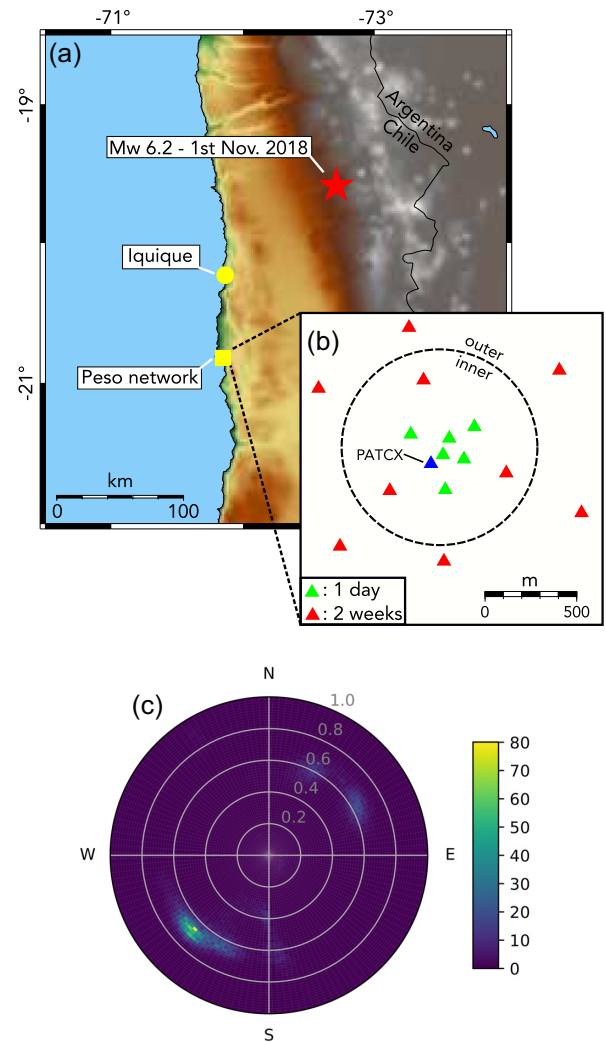 -71°
-73°
(a)
-19°
Argentina
Chile
Mw 6.2 - 1st Nov. 2018
Iquique
Peso network
-21°
km
0
100
(b)
outer
inner
PATCX
: 1 day
: 2 weeks
m
0
500
(c)
N
1.0
0.8
0.6
0.4
0.2
W
E
S
80
70
60
50
40
30
20
10
0